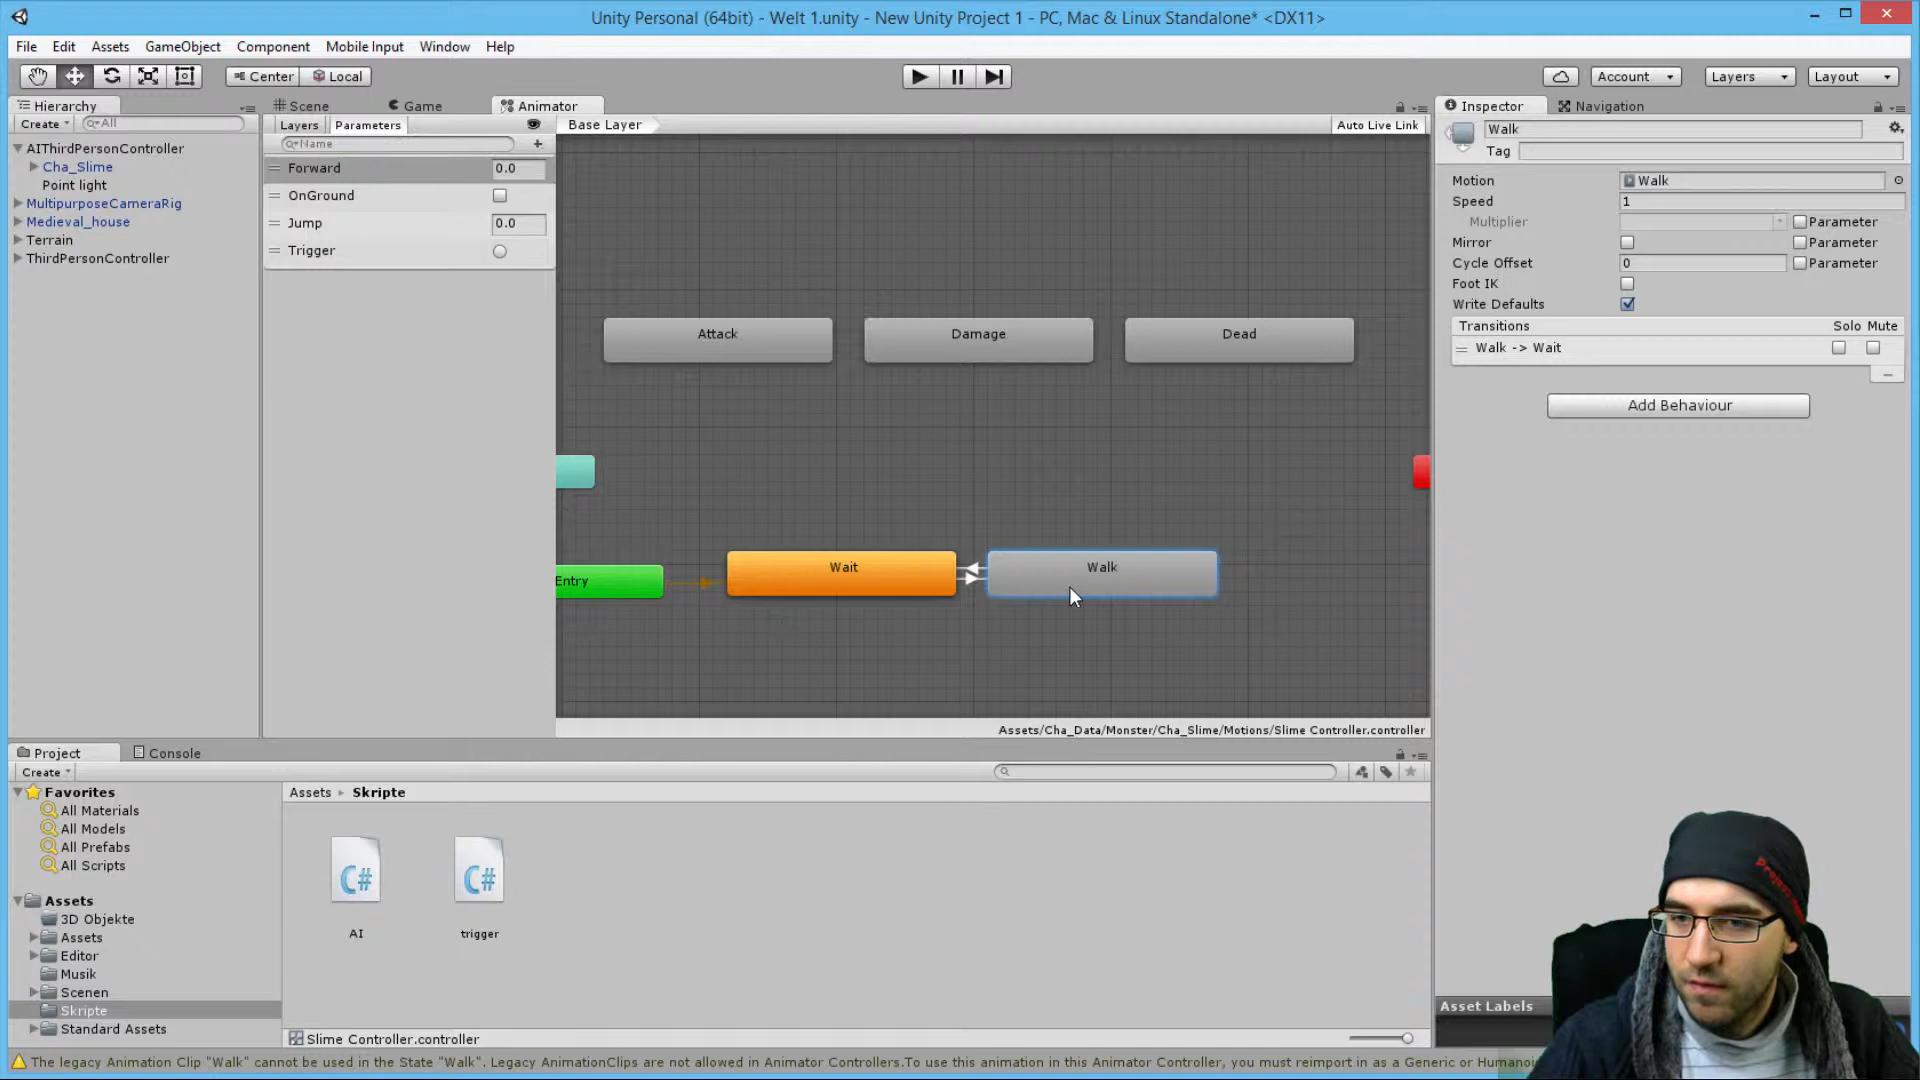 Unity Personal (64bit) - Welt 1.unity - New Unity Project 1 - PC, Mac & Linux Standalone* <DX11>
File Edit Assets GameObject Component Mobile Input Window Help
Center Local Account Layers Layout
Hierarchy
Create All
AIThirdPersonController
Cha_Slime
Point light
MultipurposeCameraRig
Medieval_house
Terrain
ThirdPersonController
Scene Game Animator
Layers Parameters
Name
Forward 0.0
OnGround
Jump 0.0
Trigger
Base Layer Auto Live Link
Attack Damage Dead
Entry Wait Walk
Assets/Cha_Data/Monster/Cha_Slime/Motions/Slime Controller.controller
Inspector Navigation
Walk
Tag
Motion Walk
Speed 1
Multiplier Parameter
Mirror Parameter
Cycle Offset 0 Parameter
Foot IK
Write Defaults
Transitions Solo Mute
Walk -> Wait
Add Behaviour
Project Console
Create
Favorites
All Materials
All Models
All Prefabs
All Scripts
Assets
3D Objekte
Assets
Editor
Musik
Scenen
Skripte
Standard Assets
Assets Skripte
C# C#
AI trigger
Slime Controller.controller
Asset Labels
The legacy Animation Clip "Walk" cannot be used in the State "Walk". Legacy AnimationClips are not allowed in Animator Controllers.To use this animation in this Animator Controller, you must reimport in as a Generic or